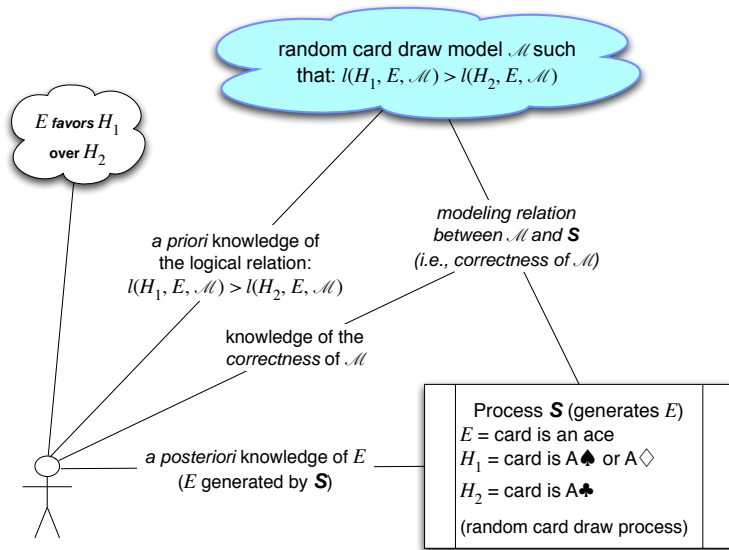 random card draw model ℳ such
that: l(H₁, E, ℳ) > l(H₂, E, ℳ)
E favors H₁
over H₂
modeling relation
between ℳ and S
(i.e., correctness of ℳ)
a priori knowledge of
the logical relation:
l(H₁, E, ℳ) > l(H₂, E, ℳ)
knowledge of the
correctness of ℳ
a posteriori knowledge of E
(E generated by S)
Process S (generates E)
E = card is an ace
H₁ = card is A♠ or A♢
H₂ = card is A♣
(random card draw process)